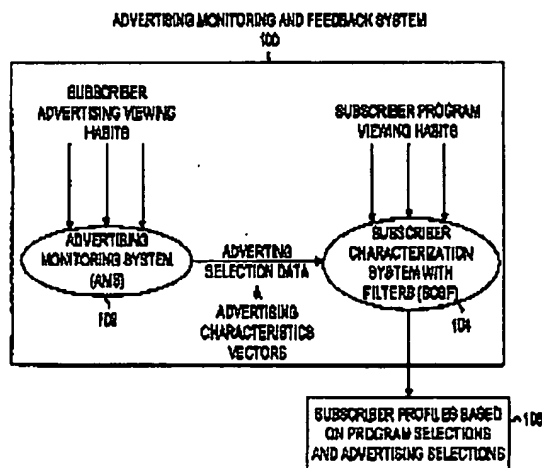 ADVERTISING MONITORING AND FEEDBACK SYSTEM
100
SUBSCRIBER
ADVERTISING VIEWING
HABITS
SUBSCRIBER PROGRAM
VIEWING HABITS
ADVERTISING
MONITORING SYSTEM
(AMS)
102
ADVERTING
SELECTION DATA
&
ADVERTISING
CHARACTERISTICS
VECTORS
SUBSCRIBER
CHARACTERIZATION
SYSTEM WITH
FILTERS (SCSF)
104
SUBSCRIBER PROFILES BASED
ON PROGRAM SELECTIONS
AND ADVERTISING SELECTIONS